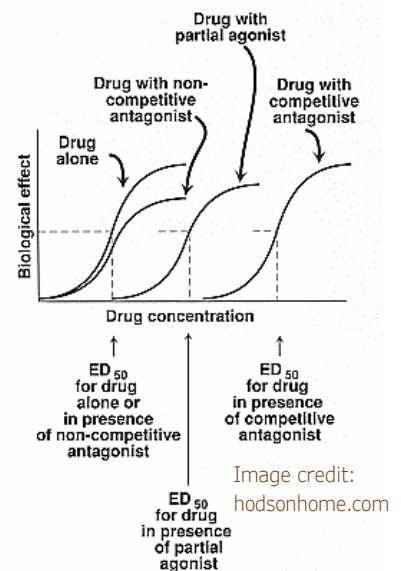 Drug with
partial agonist
Drug with non-
competitive
antagonist
Drug with
competitive
antagonist
Drug
alone
Biological effect
Drug concentration
ED50
for drug
alone or
in presence
of non-competitive
antagonist
ED50
for drug
in presence
of competitive
antagonist
ED50
for drug
in presence
of partial
agonist
Image credit:
hodsonhome.com